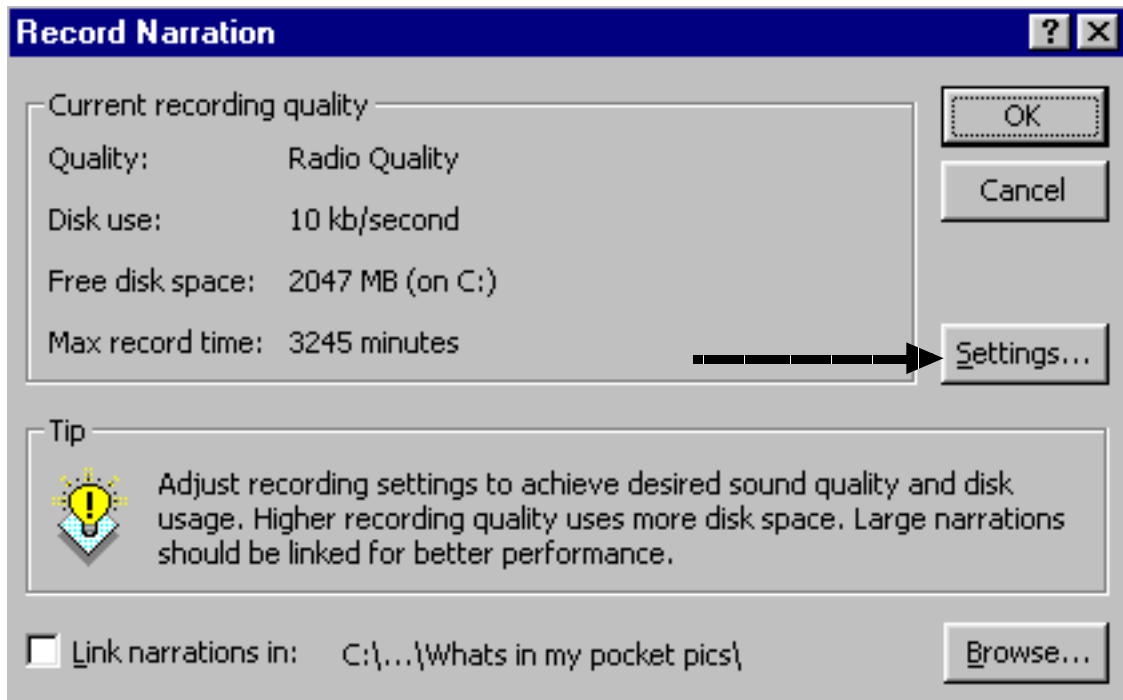 Record Narration
Current recording quality
Quality: Radio Quality
Disk use: 10 kb/second
Free disk space: 2047 MB (on C:)
Max record time: 3245 minutes
OK
Cancel
Settings...
Tip
Adjust recording settings to achieve desired sound quality and disk
usage. Higher recording quality uses more disk space. Large narrations
should be linked for better performance.
Link narrations in: C:\...\Whats in my pocket pics\
Browse...